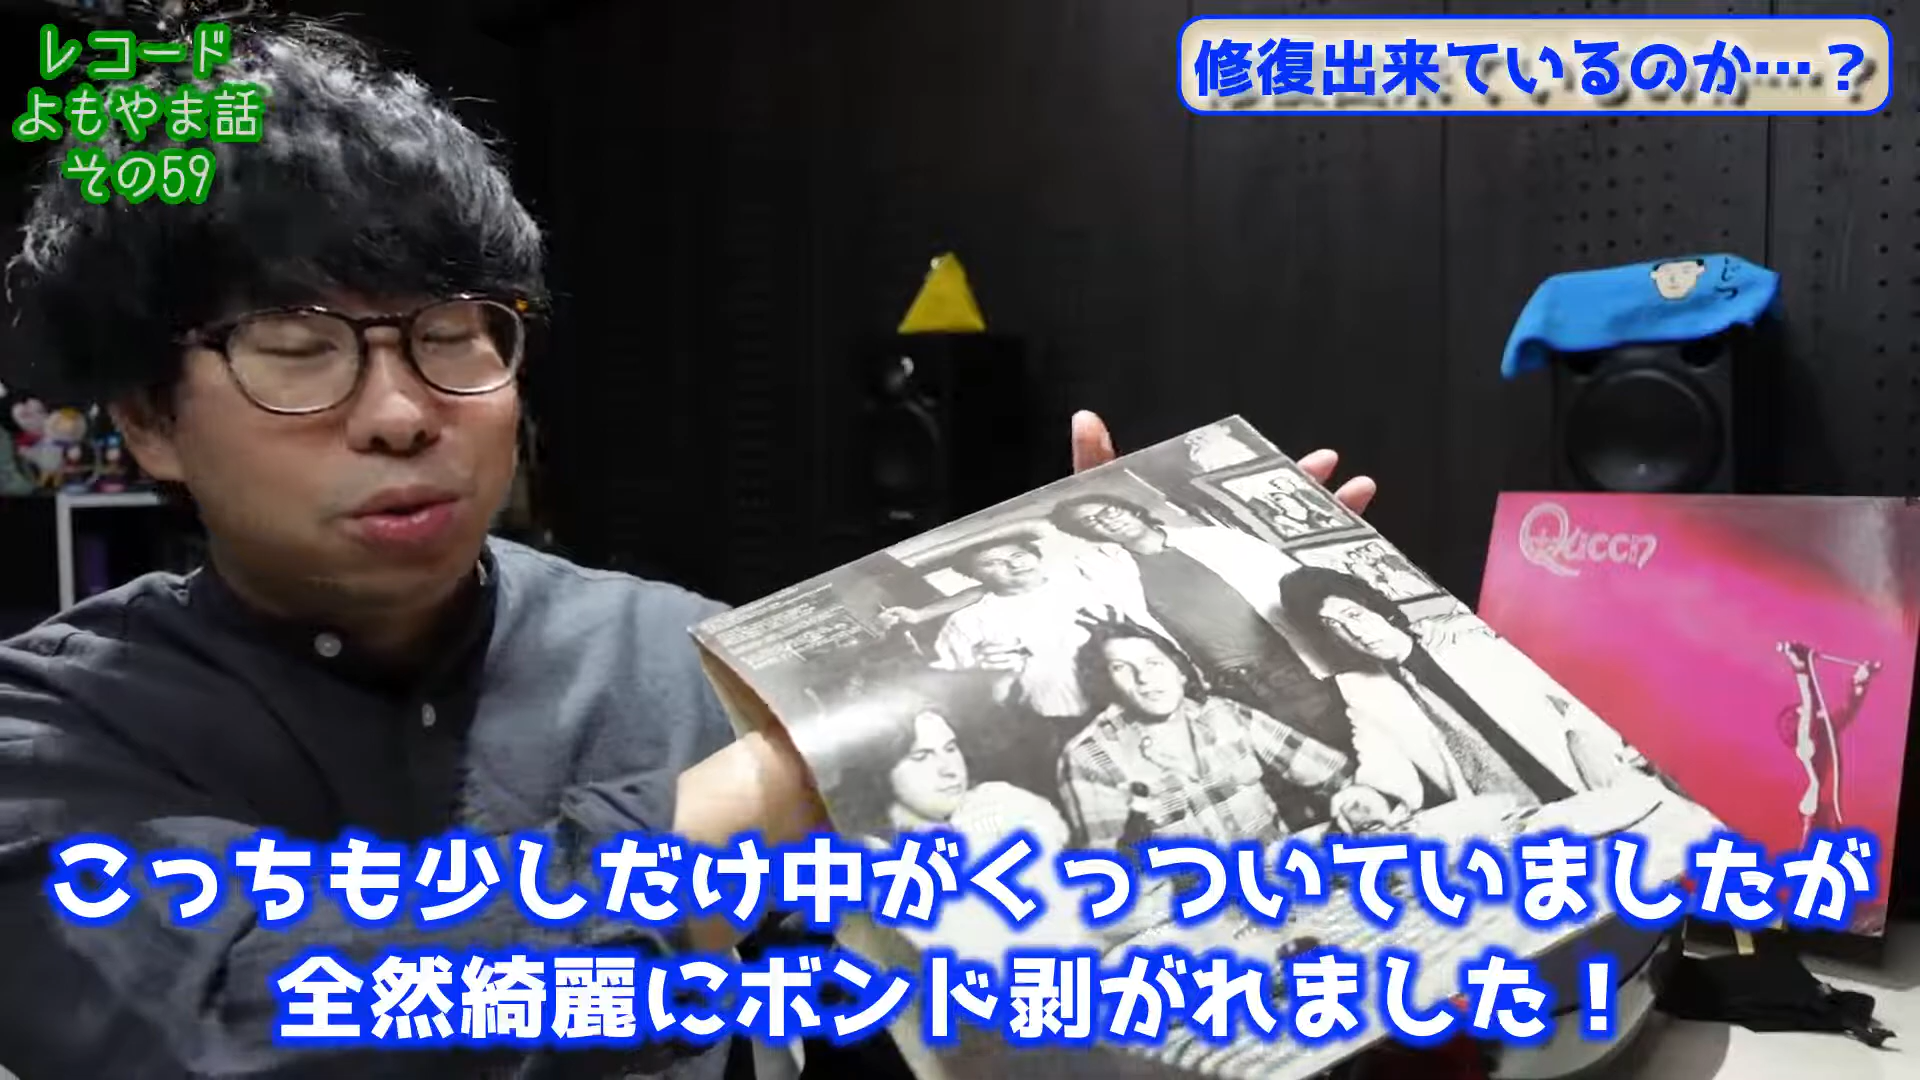 レコード
よもやま話
その59
修復出来ているのか…？
Queen
こっちも少しだけ中がくっついていましたが
全然綺麗にボンド剥がれました！